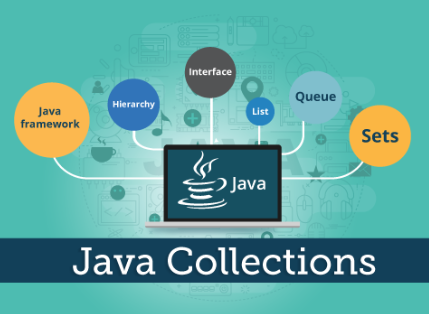 Interface
Java
framework
Hierarchy
List
Queue
Sets
Java
Java Collections